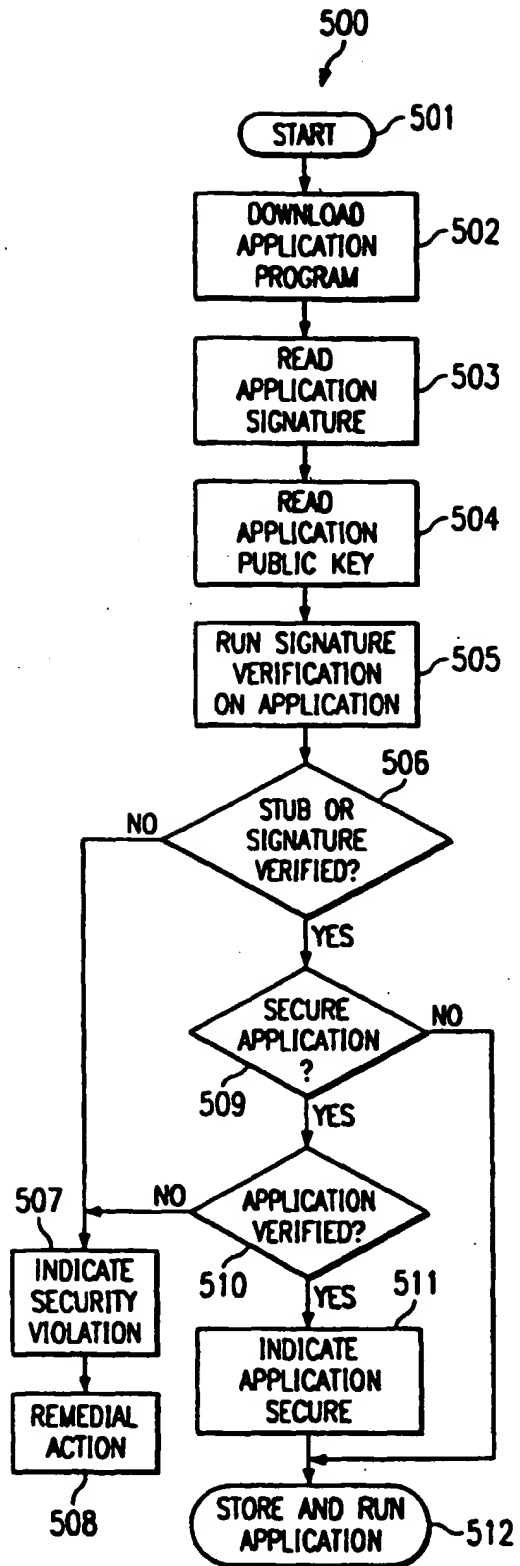 500
START
501
DOWNLOAD
APPLICATION
PROGRAM
502
READ
APPLICATION
SIGNATURE
503
READ
APPLICATION
PUBLIC KEY
504
RUN SIGNATURE
VERIFICATION
ON APPLICATION
505
506
STUB OR
SIGNATURE
VERIFIED?
NO
YES
SECURE
APPLICATION
?
NO
509
YES
507
NO
APPLICATION
VERIFIED?
510
YES
511
INDICATE
SECURITY
VIOLATION
INDICATE
APPLICATION
SECURE
REMEDIAL
ACTION
508
STORE AND RUN
APPLICATION
512